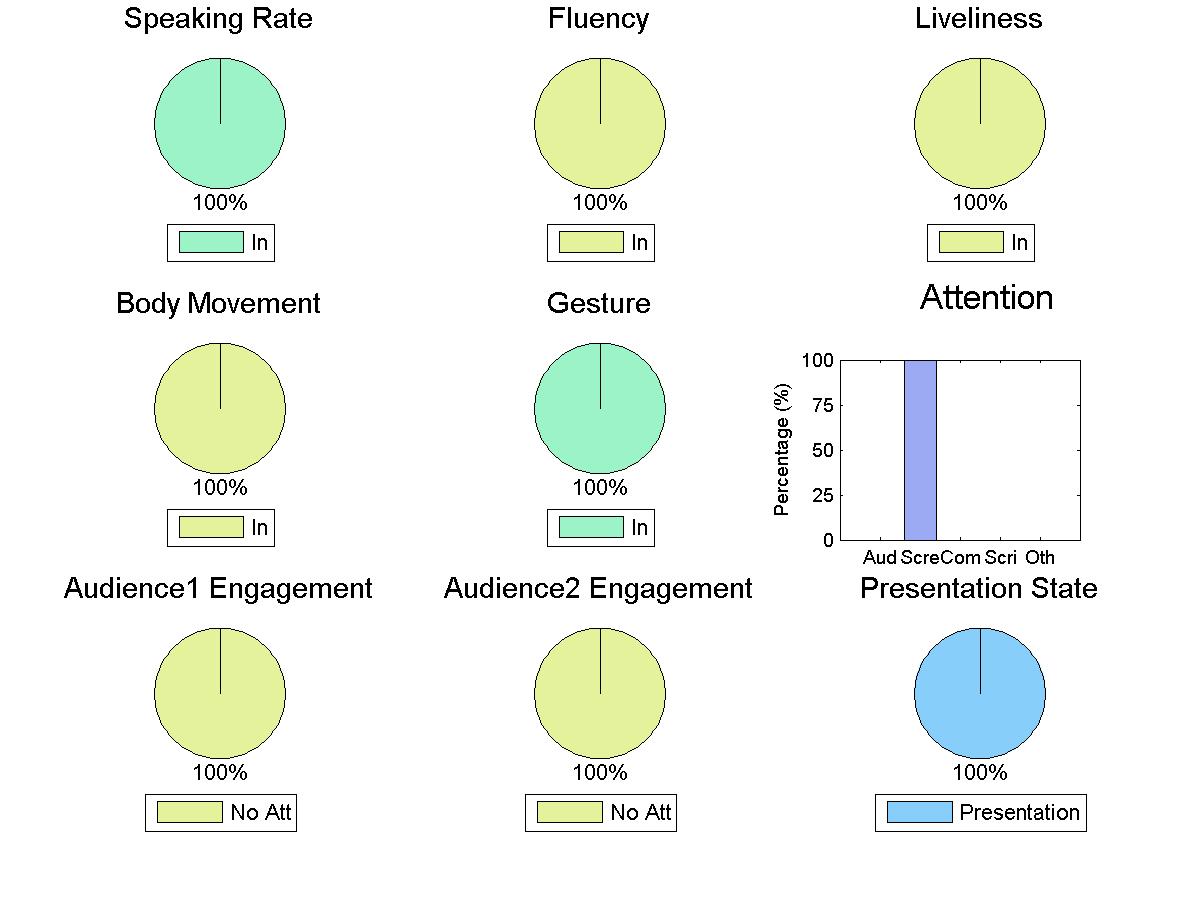 Speaking Rate
Fluency
Liveliness
100%
100%
100%
In
In
In
Body Movement
Gesture
Attention
100%
100%
Percentage (%)
100
75
50
25
0
Aud Scre Com Scri Oth
In
In
Audience1 Engagement
Audience2 Engagement
Presentation State
100%
100%
100%
No Att
No Att
Presentation